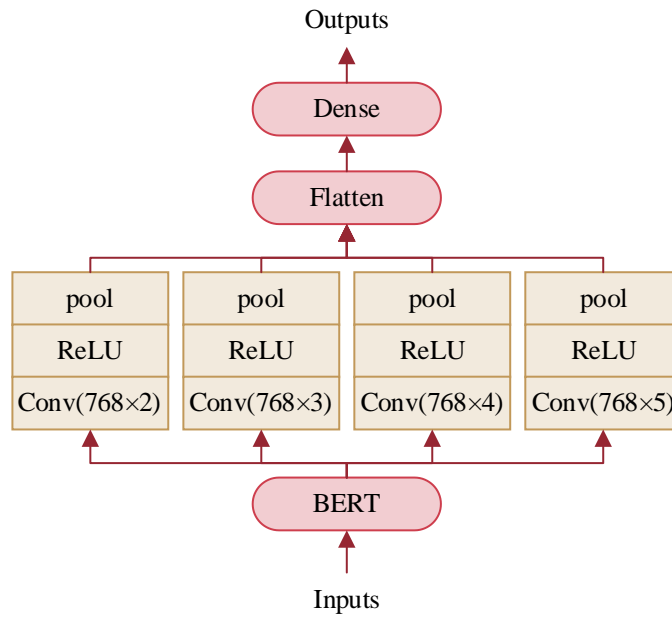 Outputs
Dense
Flatten
pool pool pool pool
ReLU ReLU ReLU ReLU
Conv(768×2) Conv(768×3) Conv(768×4) Conv(768×5)
BERT
Inputs